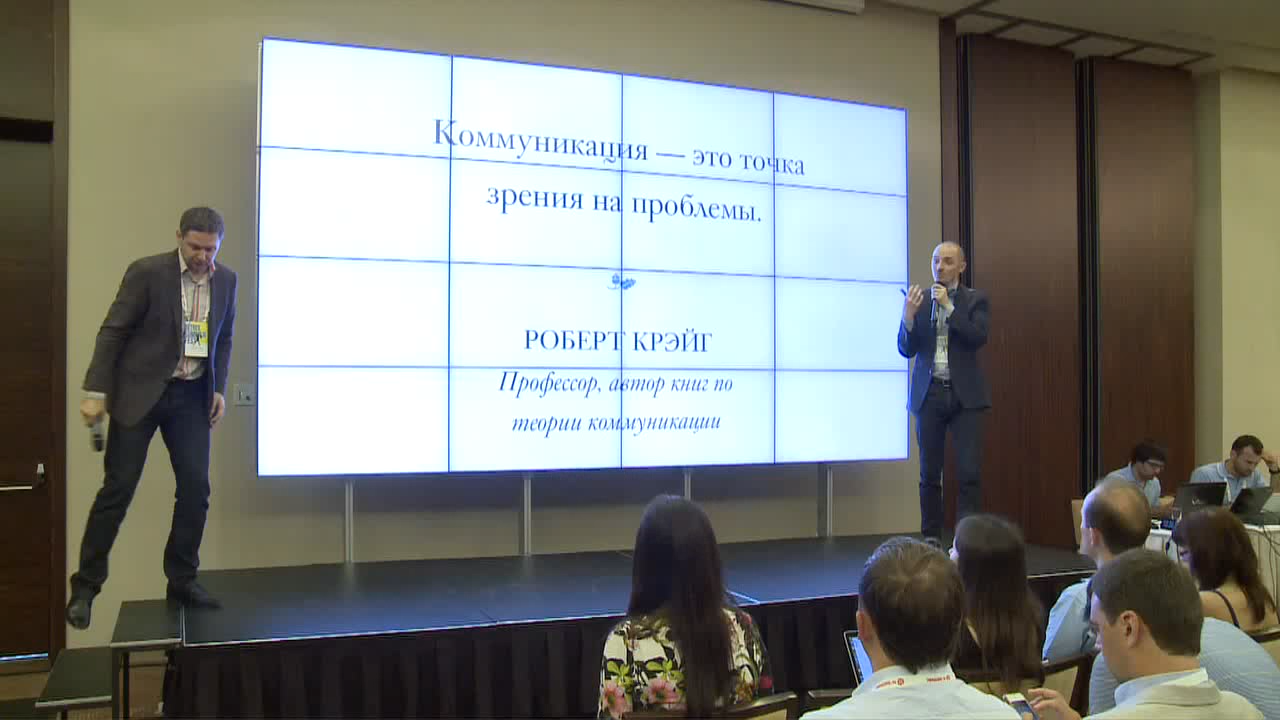 Коммуникация — это точка
зрения на проблемы.
РОБЕРТ КРЭЙГ
Профессор, автор книг по
теории коммуникации